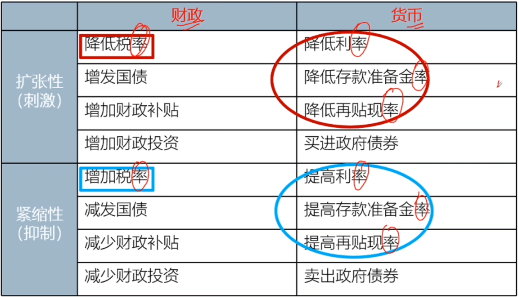 财政 货币
扩张性
(刺激)
降低税率 降低利率
增发国债 降低存款准备金率
增加财政补贴 降低再贴现率
增加财政投资 买进政府债券
紧缩性
(抑制)
增加税率 提高利率
减发国债 提高存款准备金率
减少财政补贴 提高再贴现率
减少财政投资 卖出政府债券